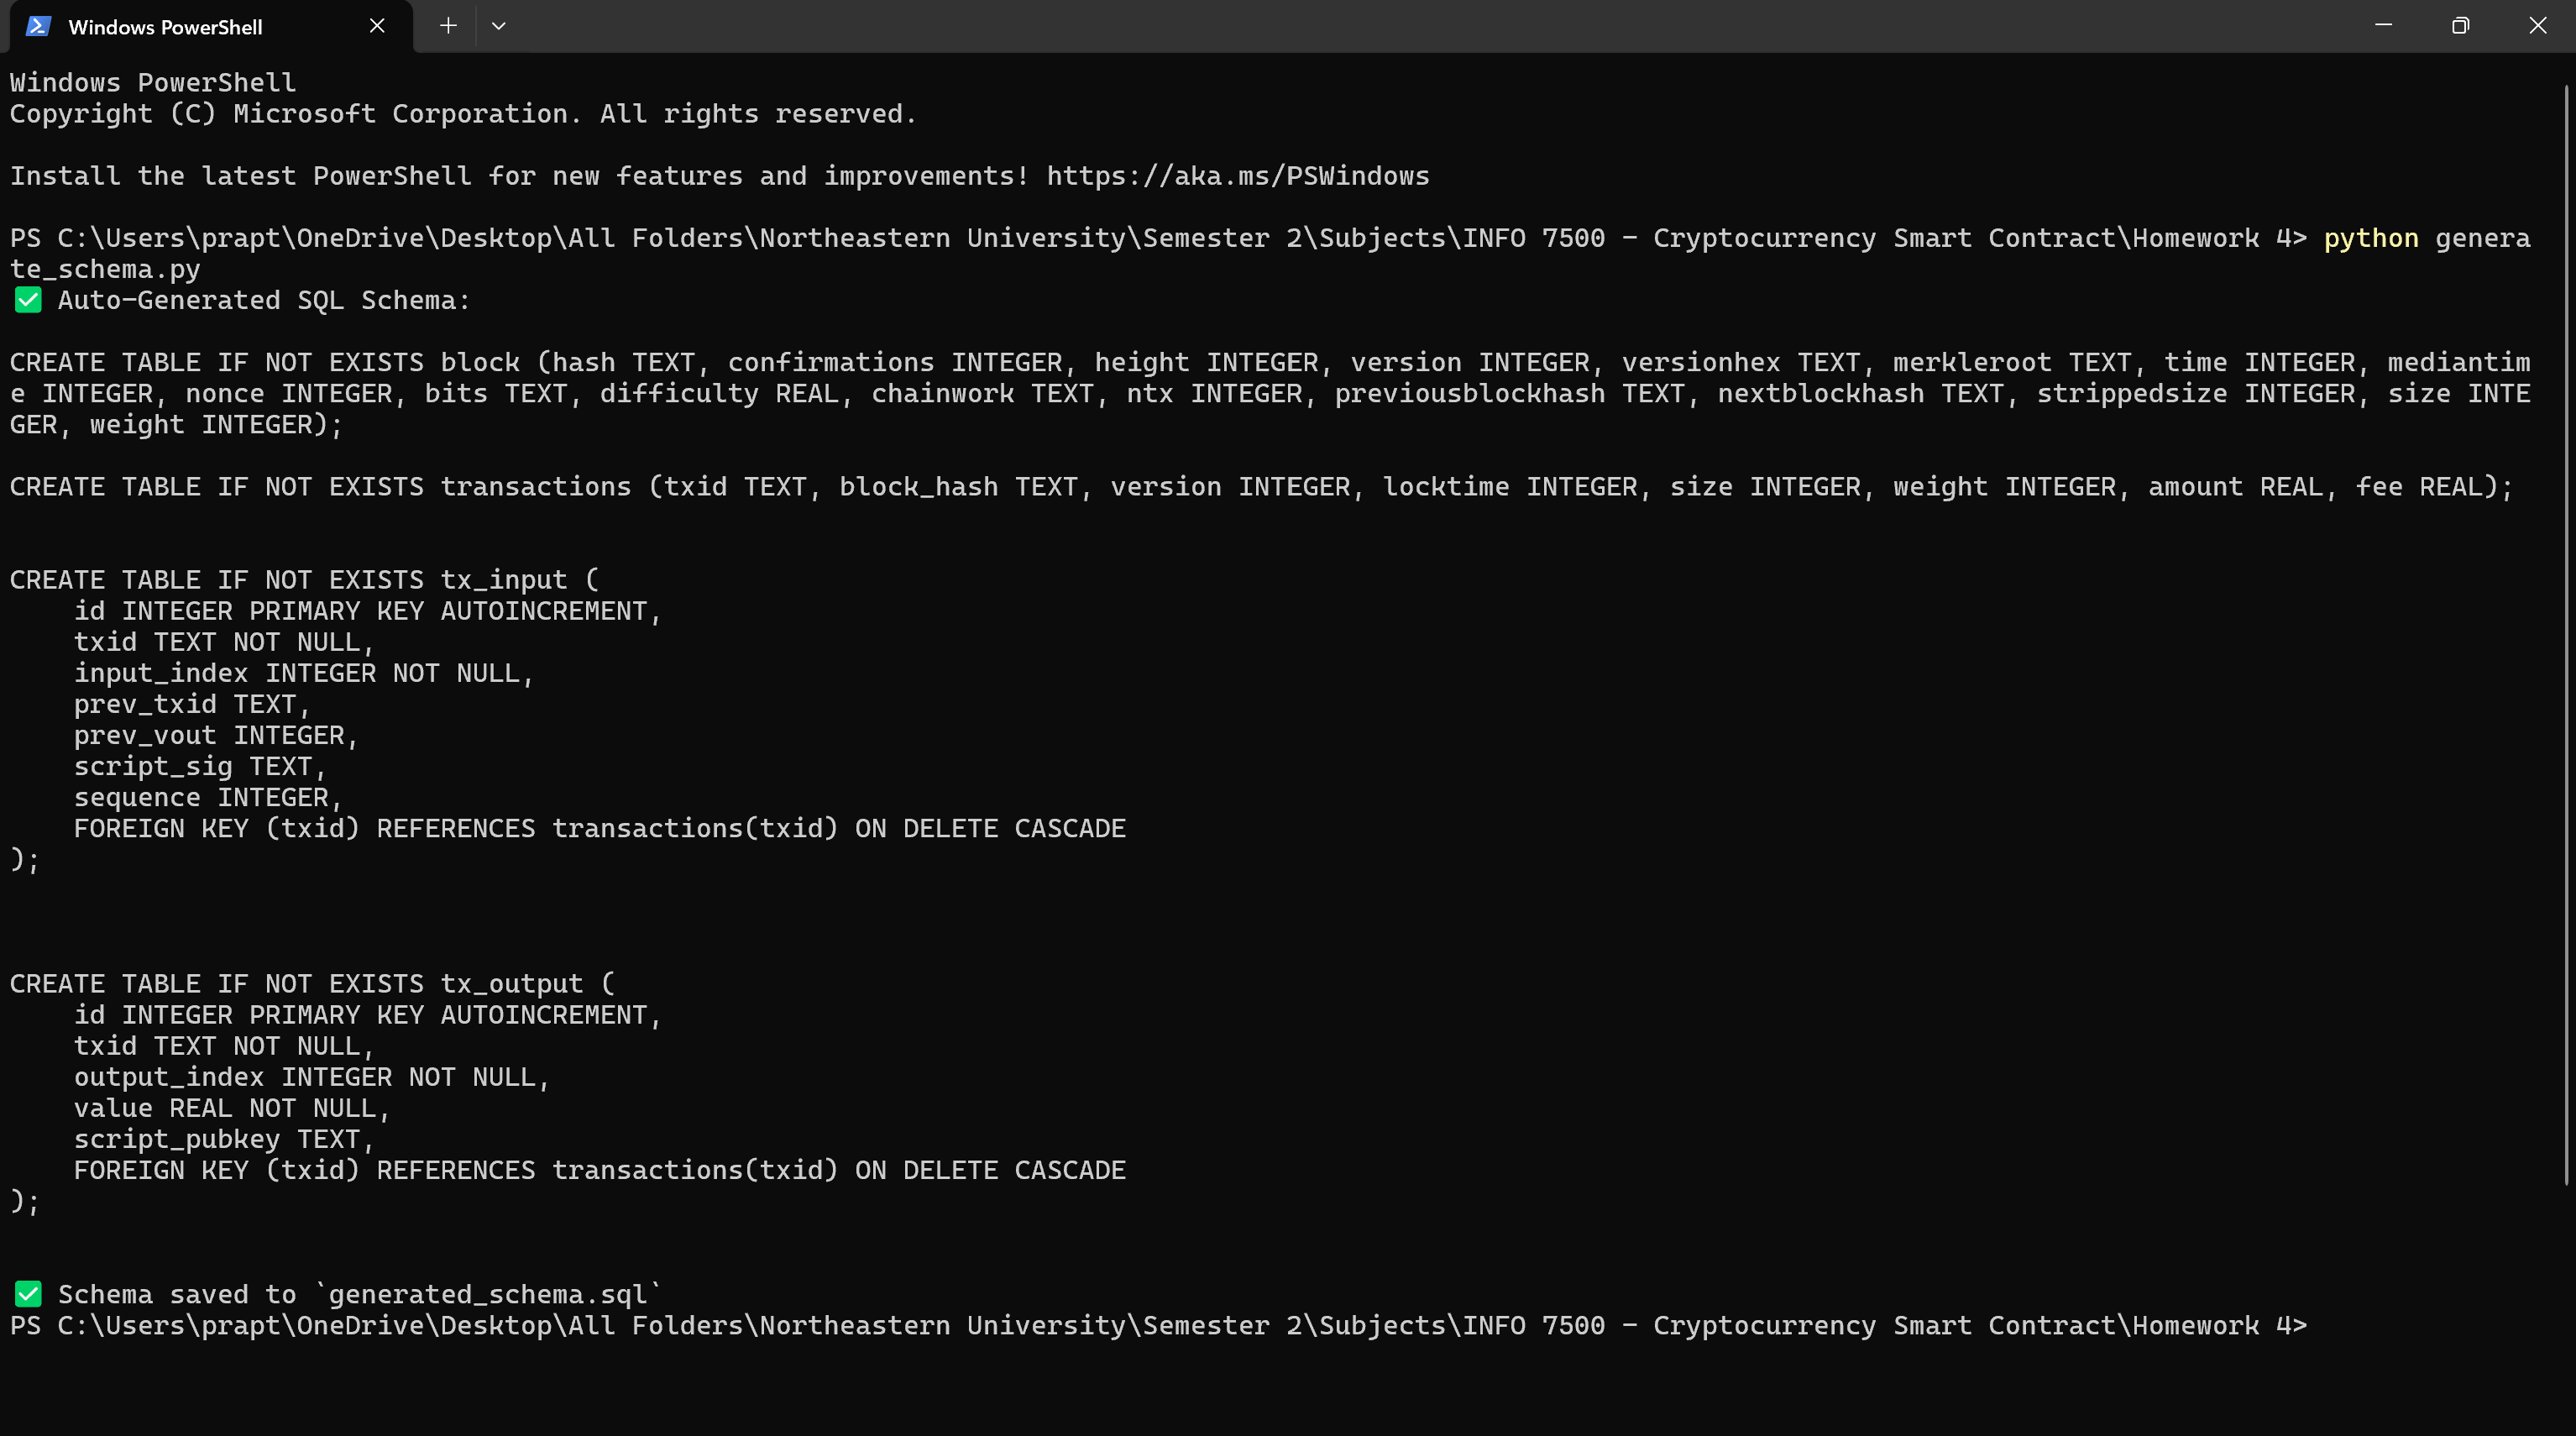 Windows PowerShell
Windows PowerShell
Copyright (C) Microsoft Corporation. All rights reserved.
Install the latest PowerShell for new features and improvements! https://aka.ms/PSWindows
PS C:\Users\prapt\OneDrive\Desktop\All Folders\Northeastern University\Semester 2\Subjects\INFO 7500 - Cryptocurrency Smart Contract\Homework 4> python genera
te_schema.py
✅ Auto-Generated SQL Schema:
CREATE TABLE IF NOT EXISTS block (hash TEXT, confirmations INTEGER, height INTEGER, version INTEGER, versionhex TEXT, merkleroot TEXT, time INTEGER, mediantim
e INTEGER, nonce INTEGER, bits TEXT, difficulty REAL, chainwork TEXT, ntx INTEGER, previousblockhash TEXT, nextblockhash TEXT, strippedsize INTEGER, size INTE
GER, weight INTEGER);
CREATE TABLE IF NOT EXISTS transactions (txid TEXT, block_hash TEXT, version INTEGER, locktime INTEGER, size INTEGER, weight INTEGER, amount REAL, fee REAL);
CREATE TABLE IF NOT EXISTS tx_input (
    id INTEGER PRIMARY KEY AUTOINCREMENT,
    txid TEXT NOT NULL,
    input_index INTEGER NOT NULL,
    prev_txid TEXT,
    prev_vout INTEGER,
    script_sig TEXT,
    sequence INTEGER,
    FOREIGN KEY (txid) REFERENCES transactions(txid) ON DELETE CASCADE
);
CREATE TABLE IF NOT EXISTS tx_output (
    id INTEGER PRIMARY KEY AUTOINCREMENT,
    txid TEXT NOT NULL,
    output_index INTEGER NOT NULL,
    value REAL NOT NULL,
    script_pubkey TEXT,
    FOREIGN KEY (txid) REFERENCES transactions(txid) ON DELETE CASCADE
);
✅ Schema saved to `generated_schema.sql`
PS C:\Users\prapt\OneDrive\Desktop\All Folders\Northeastern University\Semester 2\Subjects\INFO 7500 - Cryptocurrency Smart Contract\Homework 4>